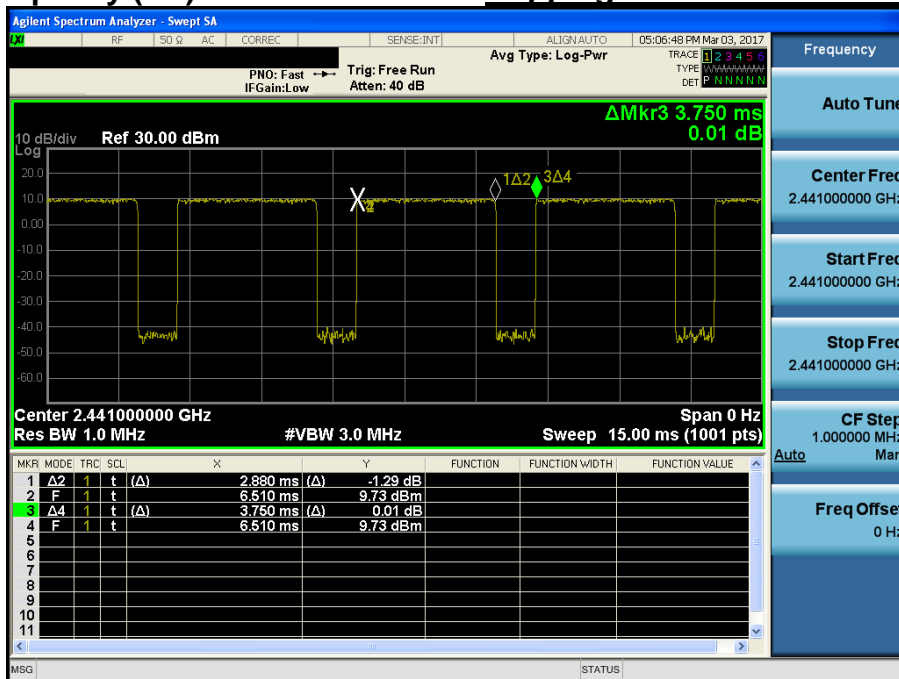 Agilent Spectrum Analyzer - Swept SA
LXI RF 50 Ω AC CORREC SENSE:INT ALIGNAUTO 05:06:48 PM Mar 03, 2017
Avg Type: Log-Pwr TRACE 1 2 3 4 5 6
PNO: Fast Trig: Free Run TYPE
IFGain:Low Atten: 40 dB DET P N N N N N
Frequency
Auto Tune
ΔMkr3 3.750 ms
0.01 dB
10 dB/div Ref 30.00 dBm
Log
20.0
10.0
0.00
-10.0
-20.0
-30.0
-40.0
-50.0
-60.0
X
1Δ2 3Δ4
Center Freq
2.441000000 GHz
Start Freq
2.441000000 GHz
Stop Freq
2.441000000 GHz
CF Step
1.000000 MHz
Auto Man
Freq Offset
0 Hz
Center 2.441000000 GHz Span 0 Hz
Res BW 1.0 MHz #VBW 3.0 MHz Sweep 15.00 ms (1001 pts)
MKR MODE TRC SCL X Y FUNCTION FUNCTION WIDTH FUNCTION VALUE
1 Δ2 1 t (Δ) 2.880 ms (Δ) -1.29 dB
2 F 1 t 6.510 ms 9.73 dBm
3 Δ4 1 t (Δ) 3.750 ms (Δ) 0.01 dB
4 F 1 t 6.510 ms 9.73 dBm
5
6
7
8
9
10
11
MSG STATUS